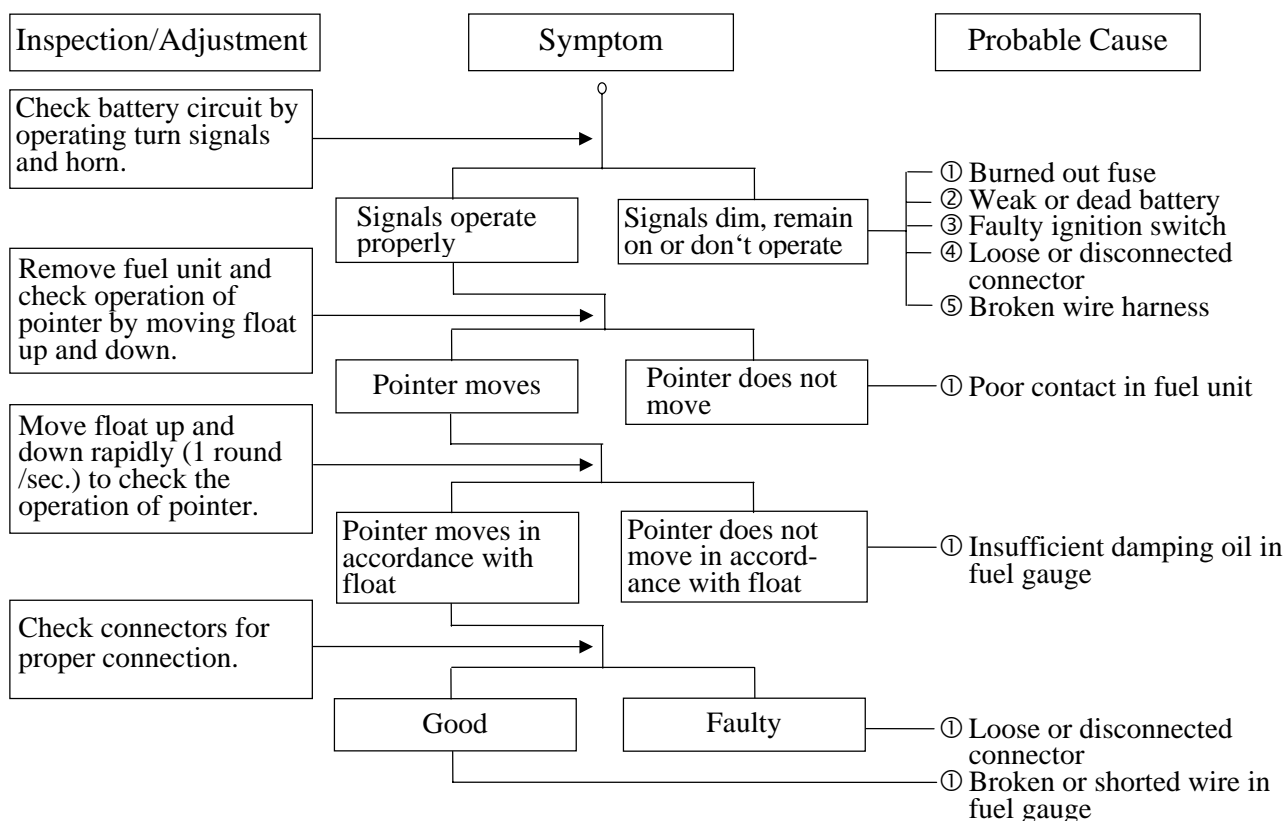 Inspection/Adjustment
Symptom
Probable Cause
Check battery circuit by
operating turn signals
and horn.
Signals operate
properly
Signals dim, remain
on or don‘t operate
① Burned out fuse
② Weak or dead battery
③ Faulty ignition switch
④ Loose or disconnected
connector
⑤ Broken wire harness
Remove fuel unit and
check operation of
pointer by moving float
up and down.
Pointer moves
Pointer does not
move
① Poor contact in fuel unit
Move float up and
down rapidly (1 round
/sec.) to check the
operation of pointer.
Pointer moves in
accordance with
float
Pointer does not
move in accord-
ance with float
① Insufficient damping oil in
fuel gauge
Check connectors for
proper connection.
Good
Faulty
① Loose or disconnected
connector
① Broken or shorted wire in
fuel gauge